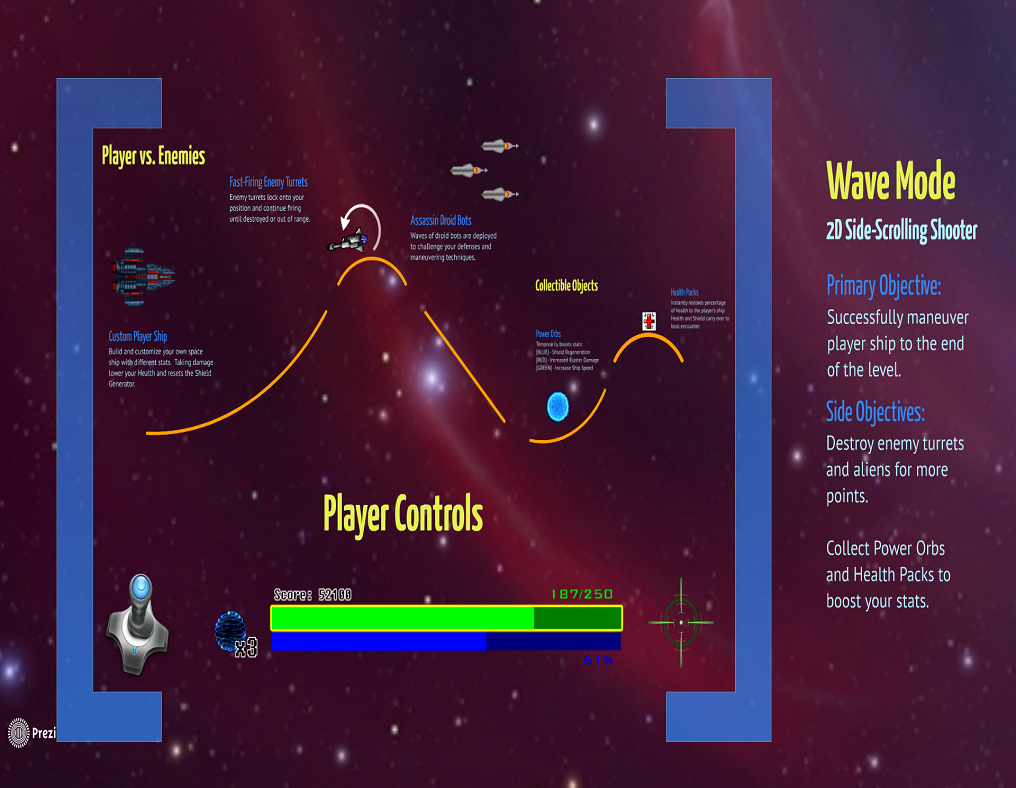 Player vs. Enemies
Fast-Firing Enemy Turrets
Enemy turrets lock onto your
position and continue firing
until destroyed or out of range.
Assassin Droid Bots
Waves of droid bots are deployed
to challenge your defenses and
maneuvering techniques.
Custom Player Ship
Build and customize your own space
ship with different stats. Taking damage
lower your Health and resets the Shield
Generator.
Collectible Objects
Power Orbs
Temporarily boosts stats:
[BLUE] - Shield Regeneration
[RED] - Increased Blaster Damage
[GREEN] - Increase Ship Speed
Health Packs
Instantly restores percentage
of health to the player's ship.
Health and Shield carry over to
boss encounter.
Player Controls
Score: 52100
187/250
x3
61%
Wave Mode
2D Side-Scrolling Shooter
Primary Objective:
Successfully maneuver
player ship to the end
of the level.
Side Objectives:
Destroy enemy turrets
and aliens for more
points.
Collect Power Orbs
and Health Packs to
boost your stats.
Prezi